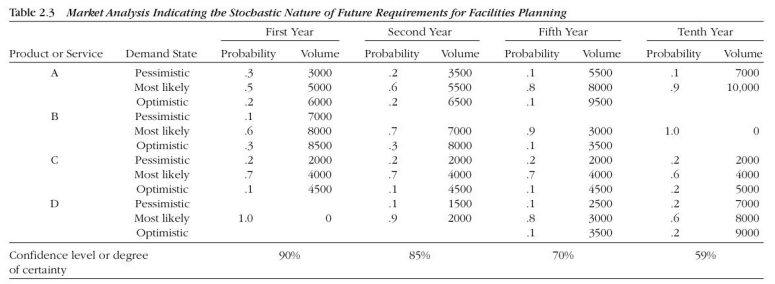 Table 2.3 Market Analysis Indicating the Stochastic Nature of Future Requirements for Facilities Planning
First Year Second Year Fifth Year Tenth Year
Product or Service Demand State Probability Volume Probability Volume Probability Volume Probability Volume
A Pessimistic .3 3000 .2 3500 .1 5500 .1 7000
Most likely .5 5000 .6 5500 .8 8000 .9 10,000
Optimistic .2 6000 .2 6500 .1 9500
B Pessimistic .1 7000
Most likely .6 8000 .7 7000 .9 3000 1.0 0
Optimistic .3 8500 .3 8000 .1 3500
C Pessimistic .2 2000 .2 2000 .2 2000 .2 2000
Most likely .7 4000 .7 4000 .7 4000 .6 4000
Optimistic .1 4500 .1 4500 .1 4500 .2 5000
D Pessimistic .1 1500 .1 2500 .2 7000
Most likely 1.0 0 .9 2000 .8 3000 .6 8000
Optimistic .1 3500 .2 9000
Confidence level or degree 90% 85% 70% 59%
of certainty